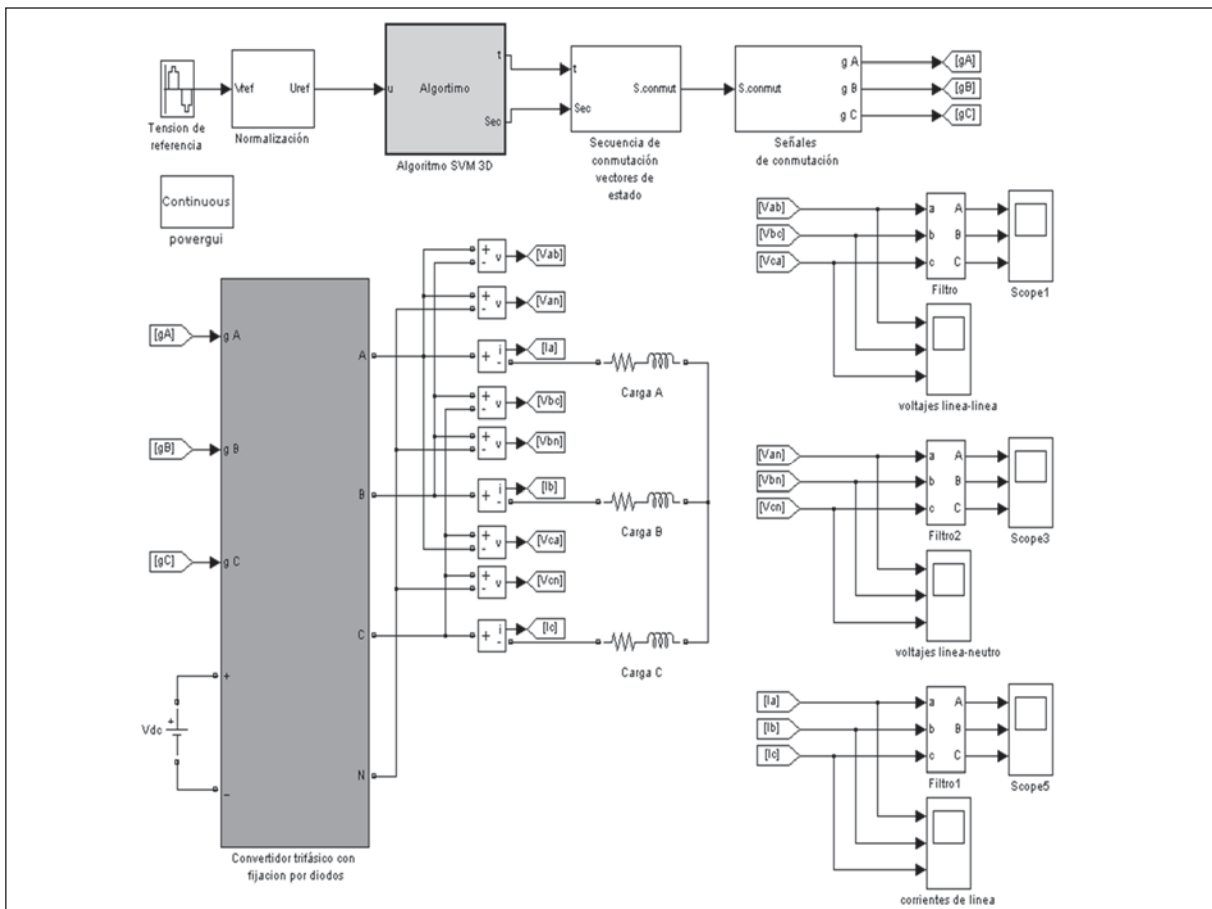 Tension de
referencia
Vref
Uref
Normalización
u
Algortimo
t
Sec
Algoritmo SVM 3D
t
Sec
S.conmut
Secuencia de
conmutación
vectores de
estado
S.conmut
g A
g B
g C
Señales
de conmutación
[gA]
[gB]
[gC]
Continuous
powergui
[gA]
[gB]
[gC]
g A
g B
g C
+
−
A
B
C
N
Vdc
+
Convertidor trifásico con
fijacion por diodos
+
-
v
[Vab]
+
-
v
[Van]
+
i
-
[Ia]
Carga A
+
-
v
[Vbc]
+
-
v
[Vbn]
+
i
-
[Ib]
Carga B
+
-
v
[Vca]
+
-
v
[Vcn]
+
i
-
[Ic]
Carga C
[Vab]
[Vbc]
[Vca]
a
b
c
A
B
C
Filtro
Scope1
voltajes linea-linea
[Van]
[Vbn]
[Vcn]
a
b
c
A
B
C
Filtro2
Scope3
voltajes linea-neutro
[Ia]
[Ib]
[Ic]
a
b
c
A
B
C
Filtro1
Scope5
corrientes de linea